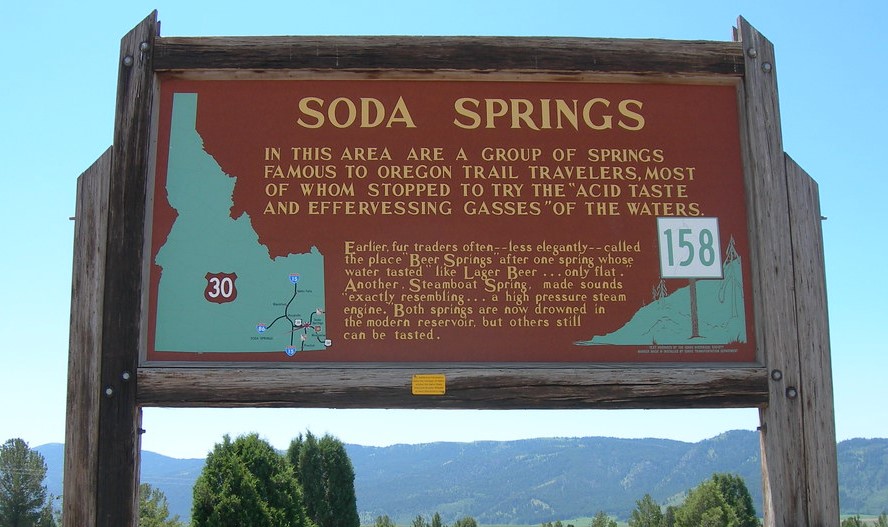 SODA SPRINGS
IN THIS AREA ARE A GROUP OF SPRINGS
FAMOUS TO OREGON TRAIL TRAVELERS, MOST
OF WHOM STOPPED TO TRY THE "ACID TASTE
AND EFFERVESSING GASSES" OF THE WATERS.
Earlier, fur traders often--less elegantly--called
the place "Beer Springs" after one spring whose
water tasted "like Lager Beer ... only flat."
Another, Steamboat Spring, made sounds
"exactly resembling... a high pressure steam
engine. Both springs are now drowned in
the modern reservoir, but others still
can be tasted.
158
30
15
86
15